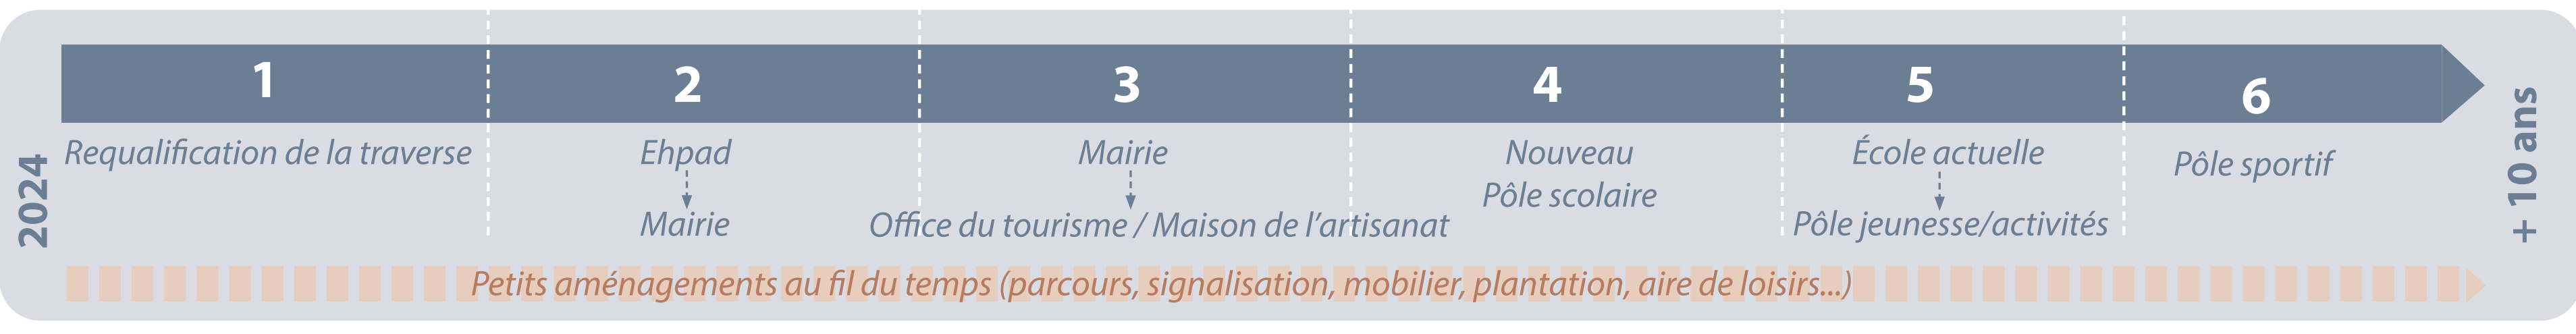 2024
1
Requalification de la traverse
2
Ehpad
Mairie
3
Mairie
Office du tourisme / Maison de l'artisanat
4
Nouveau
Pôle scolaire
5
École actuelle
Pôle jeunesse/activités
6
Pôle sportif
+ 10 ans
Petits aménagements au fil du temps (parcours, signalisation, mobilier, plantation, aire de loisirs...)